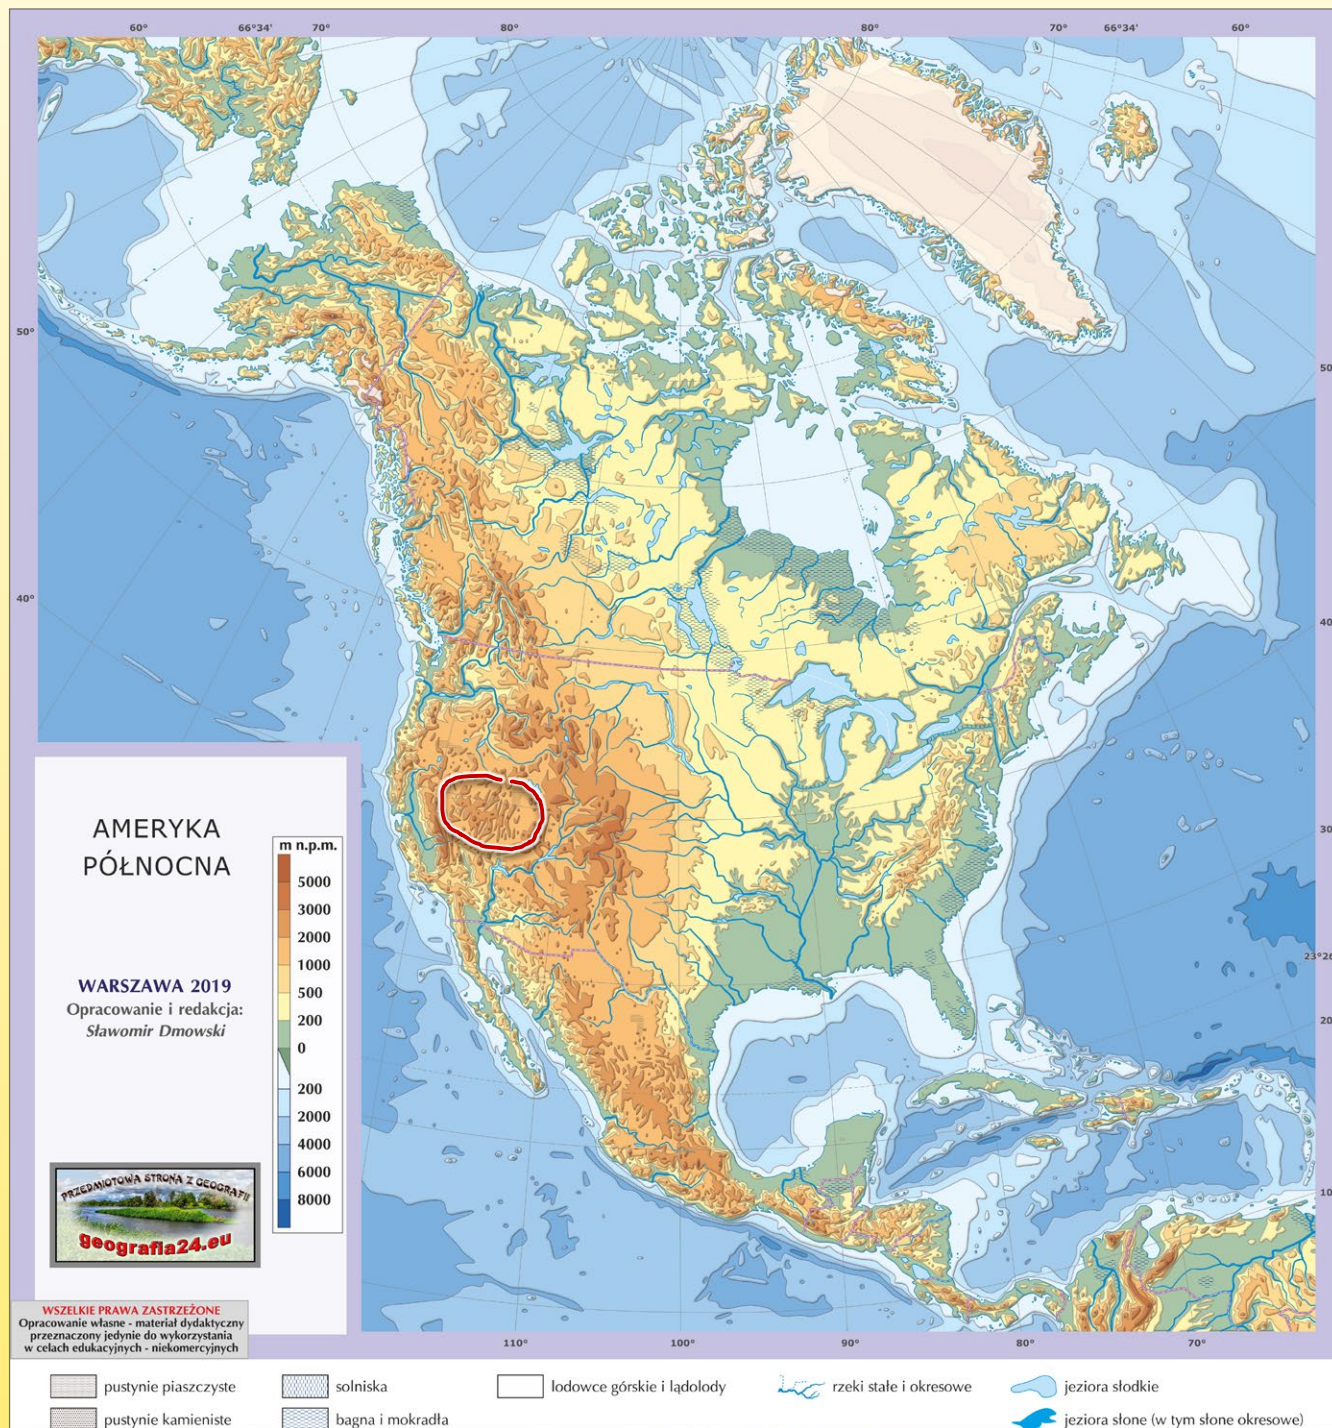 60°
66°34'
70°
80°
80°
70°
66°34'
60°
50°
50
40°
40
30
23°26
20
10
AMERYKA
PÓŁNOCNA
WARSZAWA 2019
Opracowanie i redakcja:
Sławomir Dmowski
m n.p.m.
5000
3000
2000
1000
500
200
0
200
2000
4000
6000
8000
PRZEDMIOTOWA STRONA Z GEOGRAFII
geografia24.eu
WSZELKIE PRAWA ZASTRZEŻONE
Opracowanie własne - materiał dydaktyczny
przeznaczony jedynie do wykorzystania
w celach edukacyjnych - niekomercyjnych
110°
100°
90°
80°
70°
pustynie piaszczyste
solniska
lodowce górskie i lądolody
rzeki stałe i okresowe
jeziora słodkie
pustynie kamieniste
bagna i mokradła
jeziora słone (w tym słone okresowe)